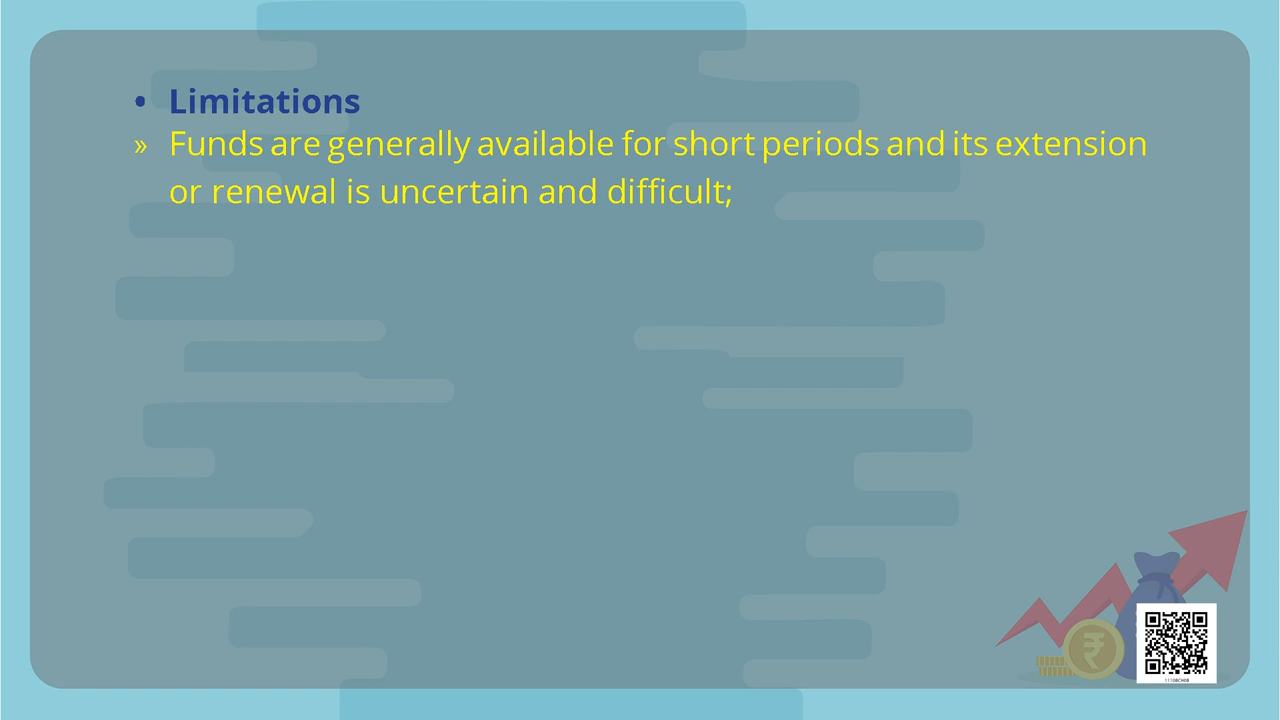 • Limitations
» Funds are generally available for short periods and its extension
or renewal is uncertain and difficult;
₹